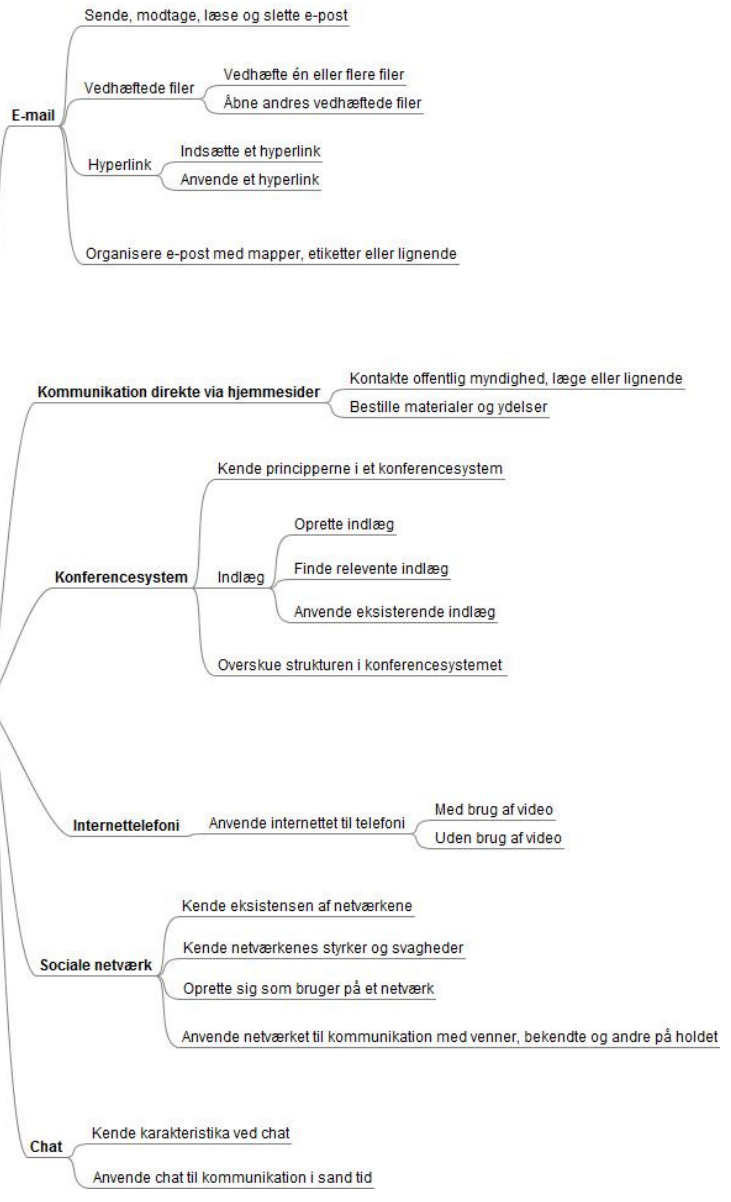 Sende, modtage, læse og slette e-post
Vedhæftede filer
Vedhæfte én eller flere filer
Åbne andres vedhæftede filer
E-mail
Hyperlink
Indsætte et hyperlink
Anvende et hyperlink
Organisere e-post med mapper, etiketter eller lignende
Kommunikation direkte via hjemmesider
Kontakte offentlig myndighed, læge eller lignende
Bestille materialer og ydelser
Kende principperne i et konferencesystem
Konferencesystem
Indlæg
Oprette indlæg
Finde relevente indlæg
Anvende eksisterende indlæg
Overskue strukturen i konferencesystemet
Internettelefoni
Anvende internettet til telefoni
Med brug af video
Uden brug af video
Sociale netværk
Kende eksistensen af netværkene
Kende netværkenes styrker og svagheder
Oprette sig som bruger på et netværk
Anvende netværket til kommunikation med venner, bekendte og andre på holdet
Chat
Kende karakteristika ved chat
Anvende chat til kommunikation i sand tid